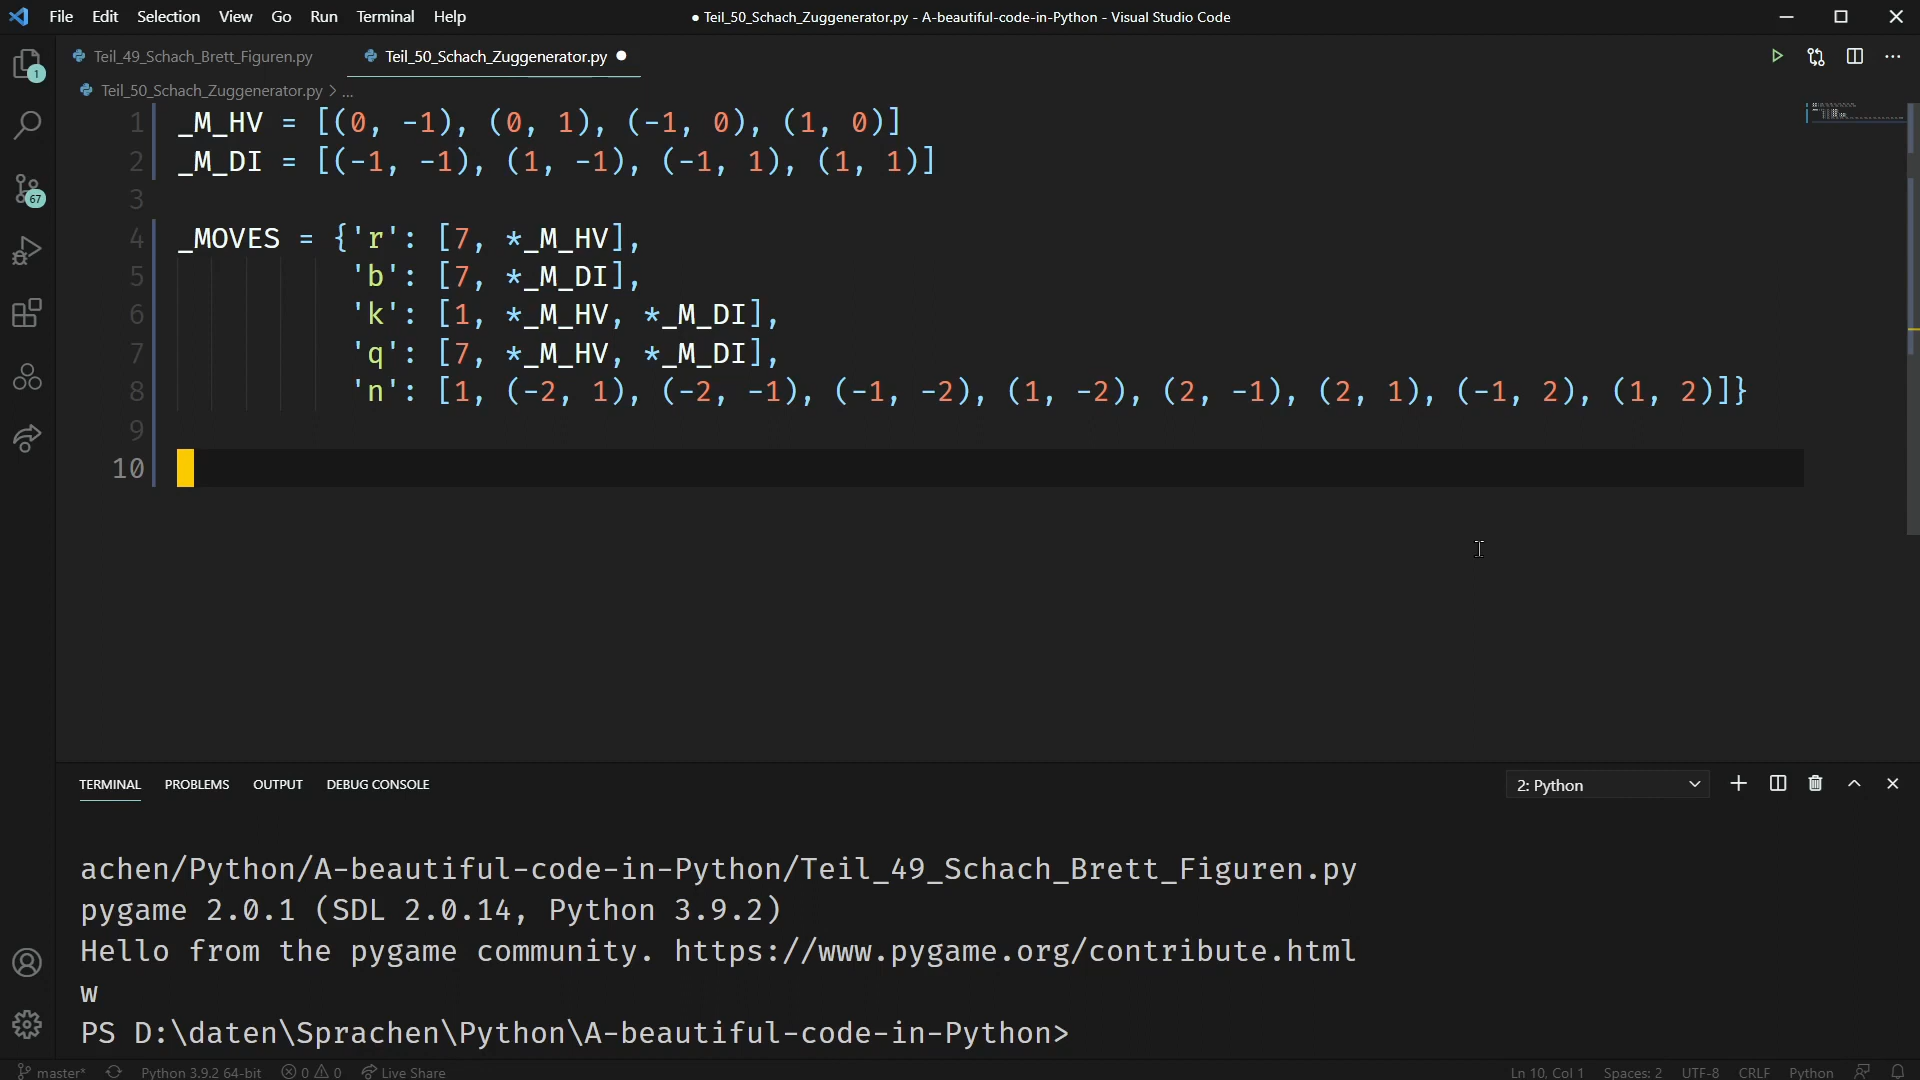 File Edit Selection View Go Run Terminal Help
● Teil_50_Schach_Zuggenerator.py - A-beautiful-code-in-Python - Visual Studio Code
Teil_49_Schach_Brett_Figuren.py
Teil_50_Schach_Zuggenerator.py ●
Teil_50_Schach_Zuggenerator.py > ...
1 _M_HV = [(0, -1), (0, 1), (-1, 0), (1, 0)]
2 _M_DI = [(-1, -1), (1, -1), (-1, 1), (1, 1)]
3
4 _MOVES = {'r': [7, *_M_HV],
5 'b': [7, *_M_DI],
6 'k': [1, *_M_HV, *_M_DI],
7 'q': [7, *_M_HV, *_M_DI],
8 'n': [1, (-2, 1), (-2, -1), (-1, -2), (1, -2), (2, -1), (2, 1), (-1, 2), (1, 2)]}
9
10
1
67
TERMINAL PROBLEMS OUTPUT DEBUG CONSOLE
2: Python
achen/Python/A-beautiful-code-in-Python/Teil_49_Schach_Brett_Figuren.py
pygame 2.0.1 (SDL 2.0.14, Python 3.9.2)
Hello from the pygame community. https://www.pygame.org/contribute.html
w
PS D:\daten\Sprachen\Python\A-beautiful-code-in-Python>
master* Python 3.9.2 64-bit 0 0 Live Share
Ln 10, Col 1 Spaces: 2 UTF-8 CRLF Python